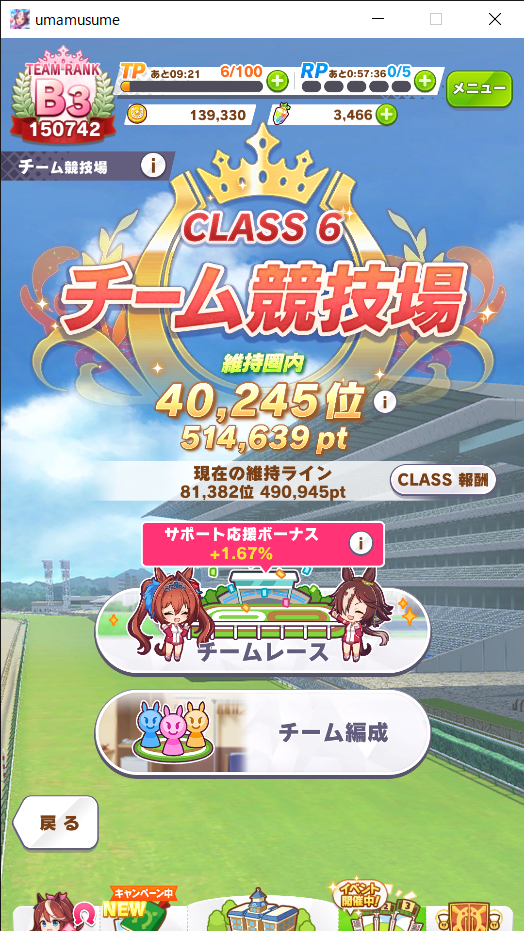 umamusume
TEAM RANK
B3
150742
TP あと09:21 6/100
RP あと0:57:36 0/5
メニュー
139,330
3,466
チーム競技場
CLASS 6
チーム競技場
維持圏内
40,245位
514,639 pt
現在の維持ライン
81,382位 490,945pt
CLASS 報酬
サポート応援ボーナス
+1.67%
チームレース
チーム編成
戻る
キャンペーン中
NEW
イベント
開催中!